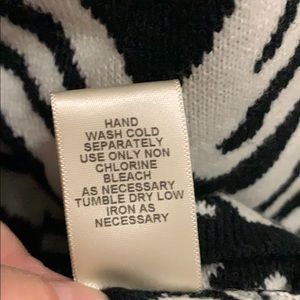 HAND
WASH COLD
SEPARATELY
USE ONLY NON
CHLORINE
BLEACH
AS NECESSARY
TUMBLE DRY LOW
IRON AS
NECESSARY